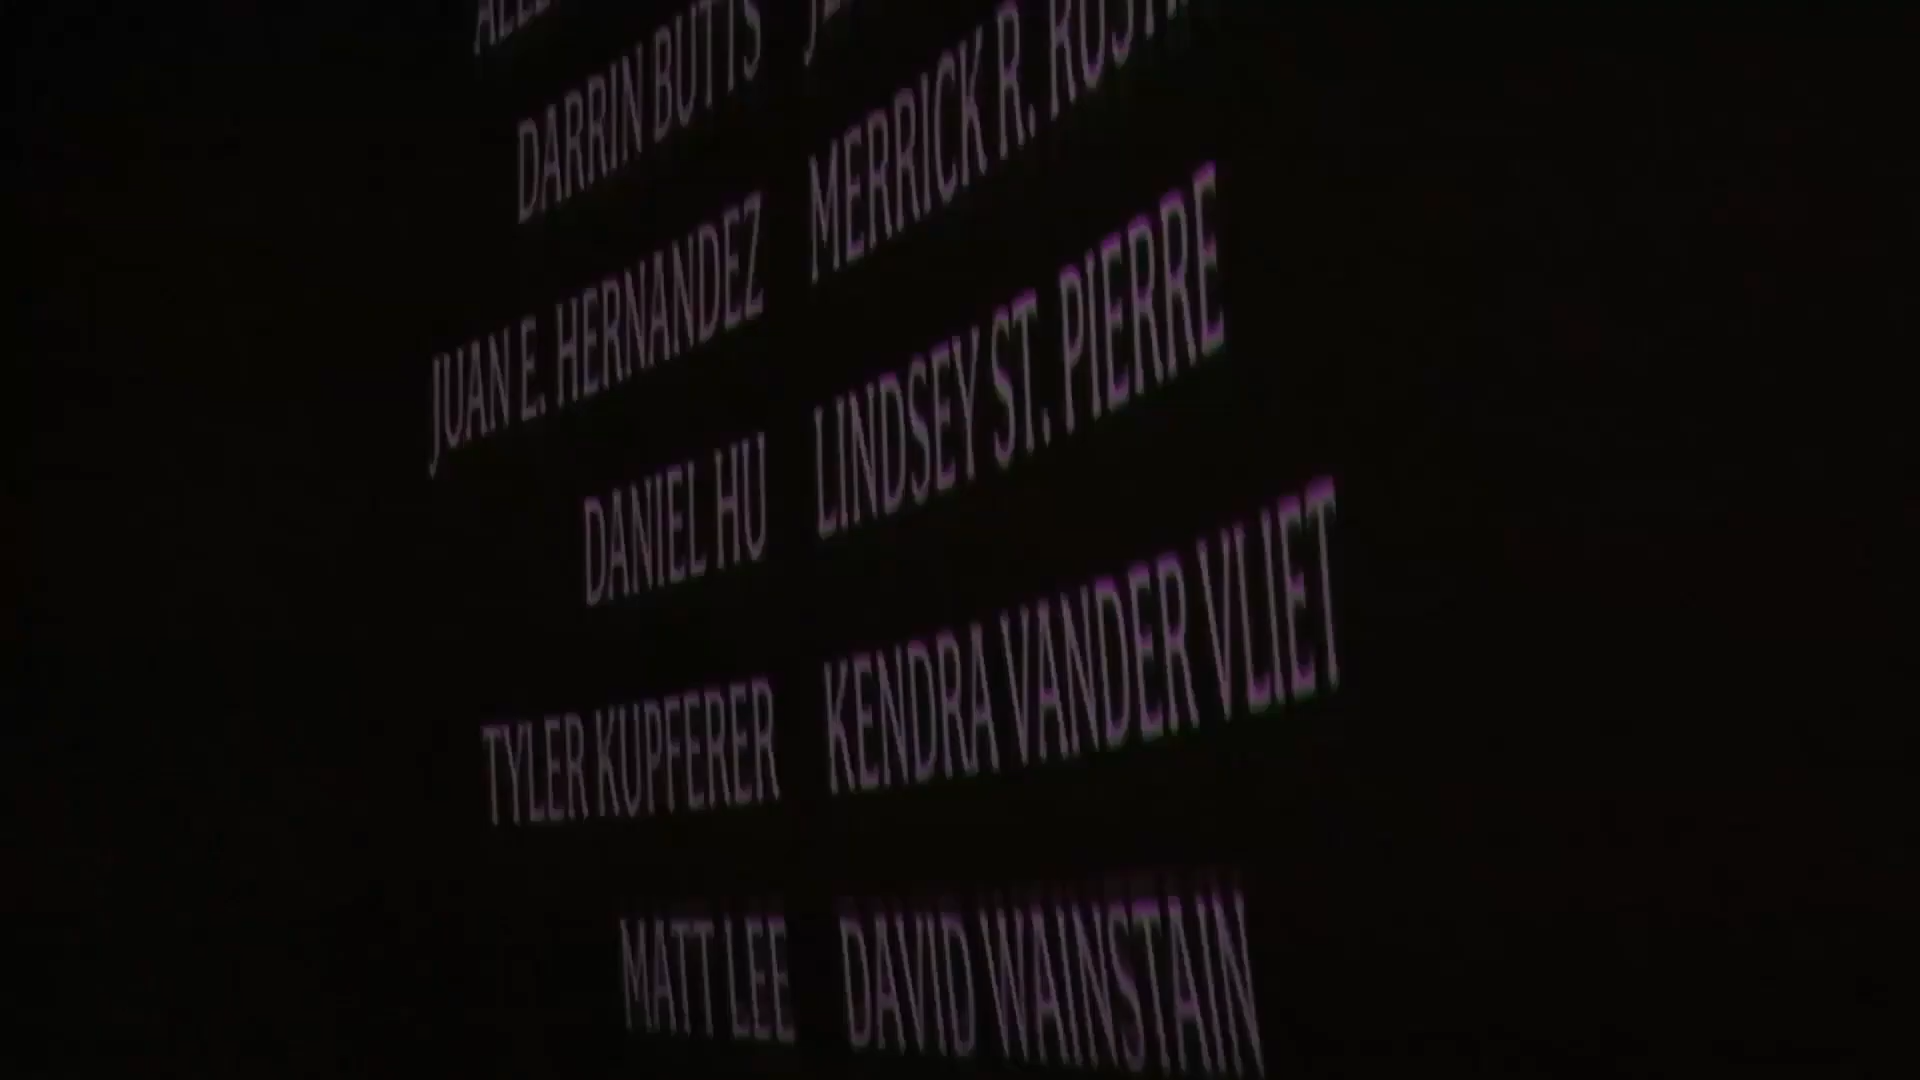 DARRIN BUTTS
MERRICK R.
JUAN E. HERNANDEZ
LINDSEY ST. PIERRE
DANIEL HU
KENDRA VANDER VLIET
TYLER KUPFERER
DAVID WAINSTAIN
MATT LEE